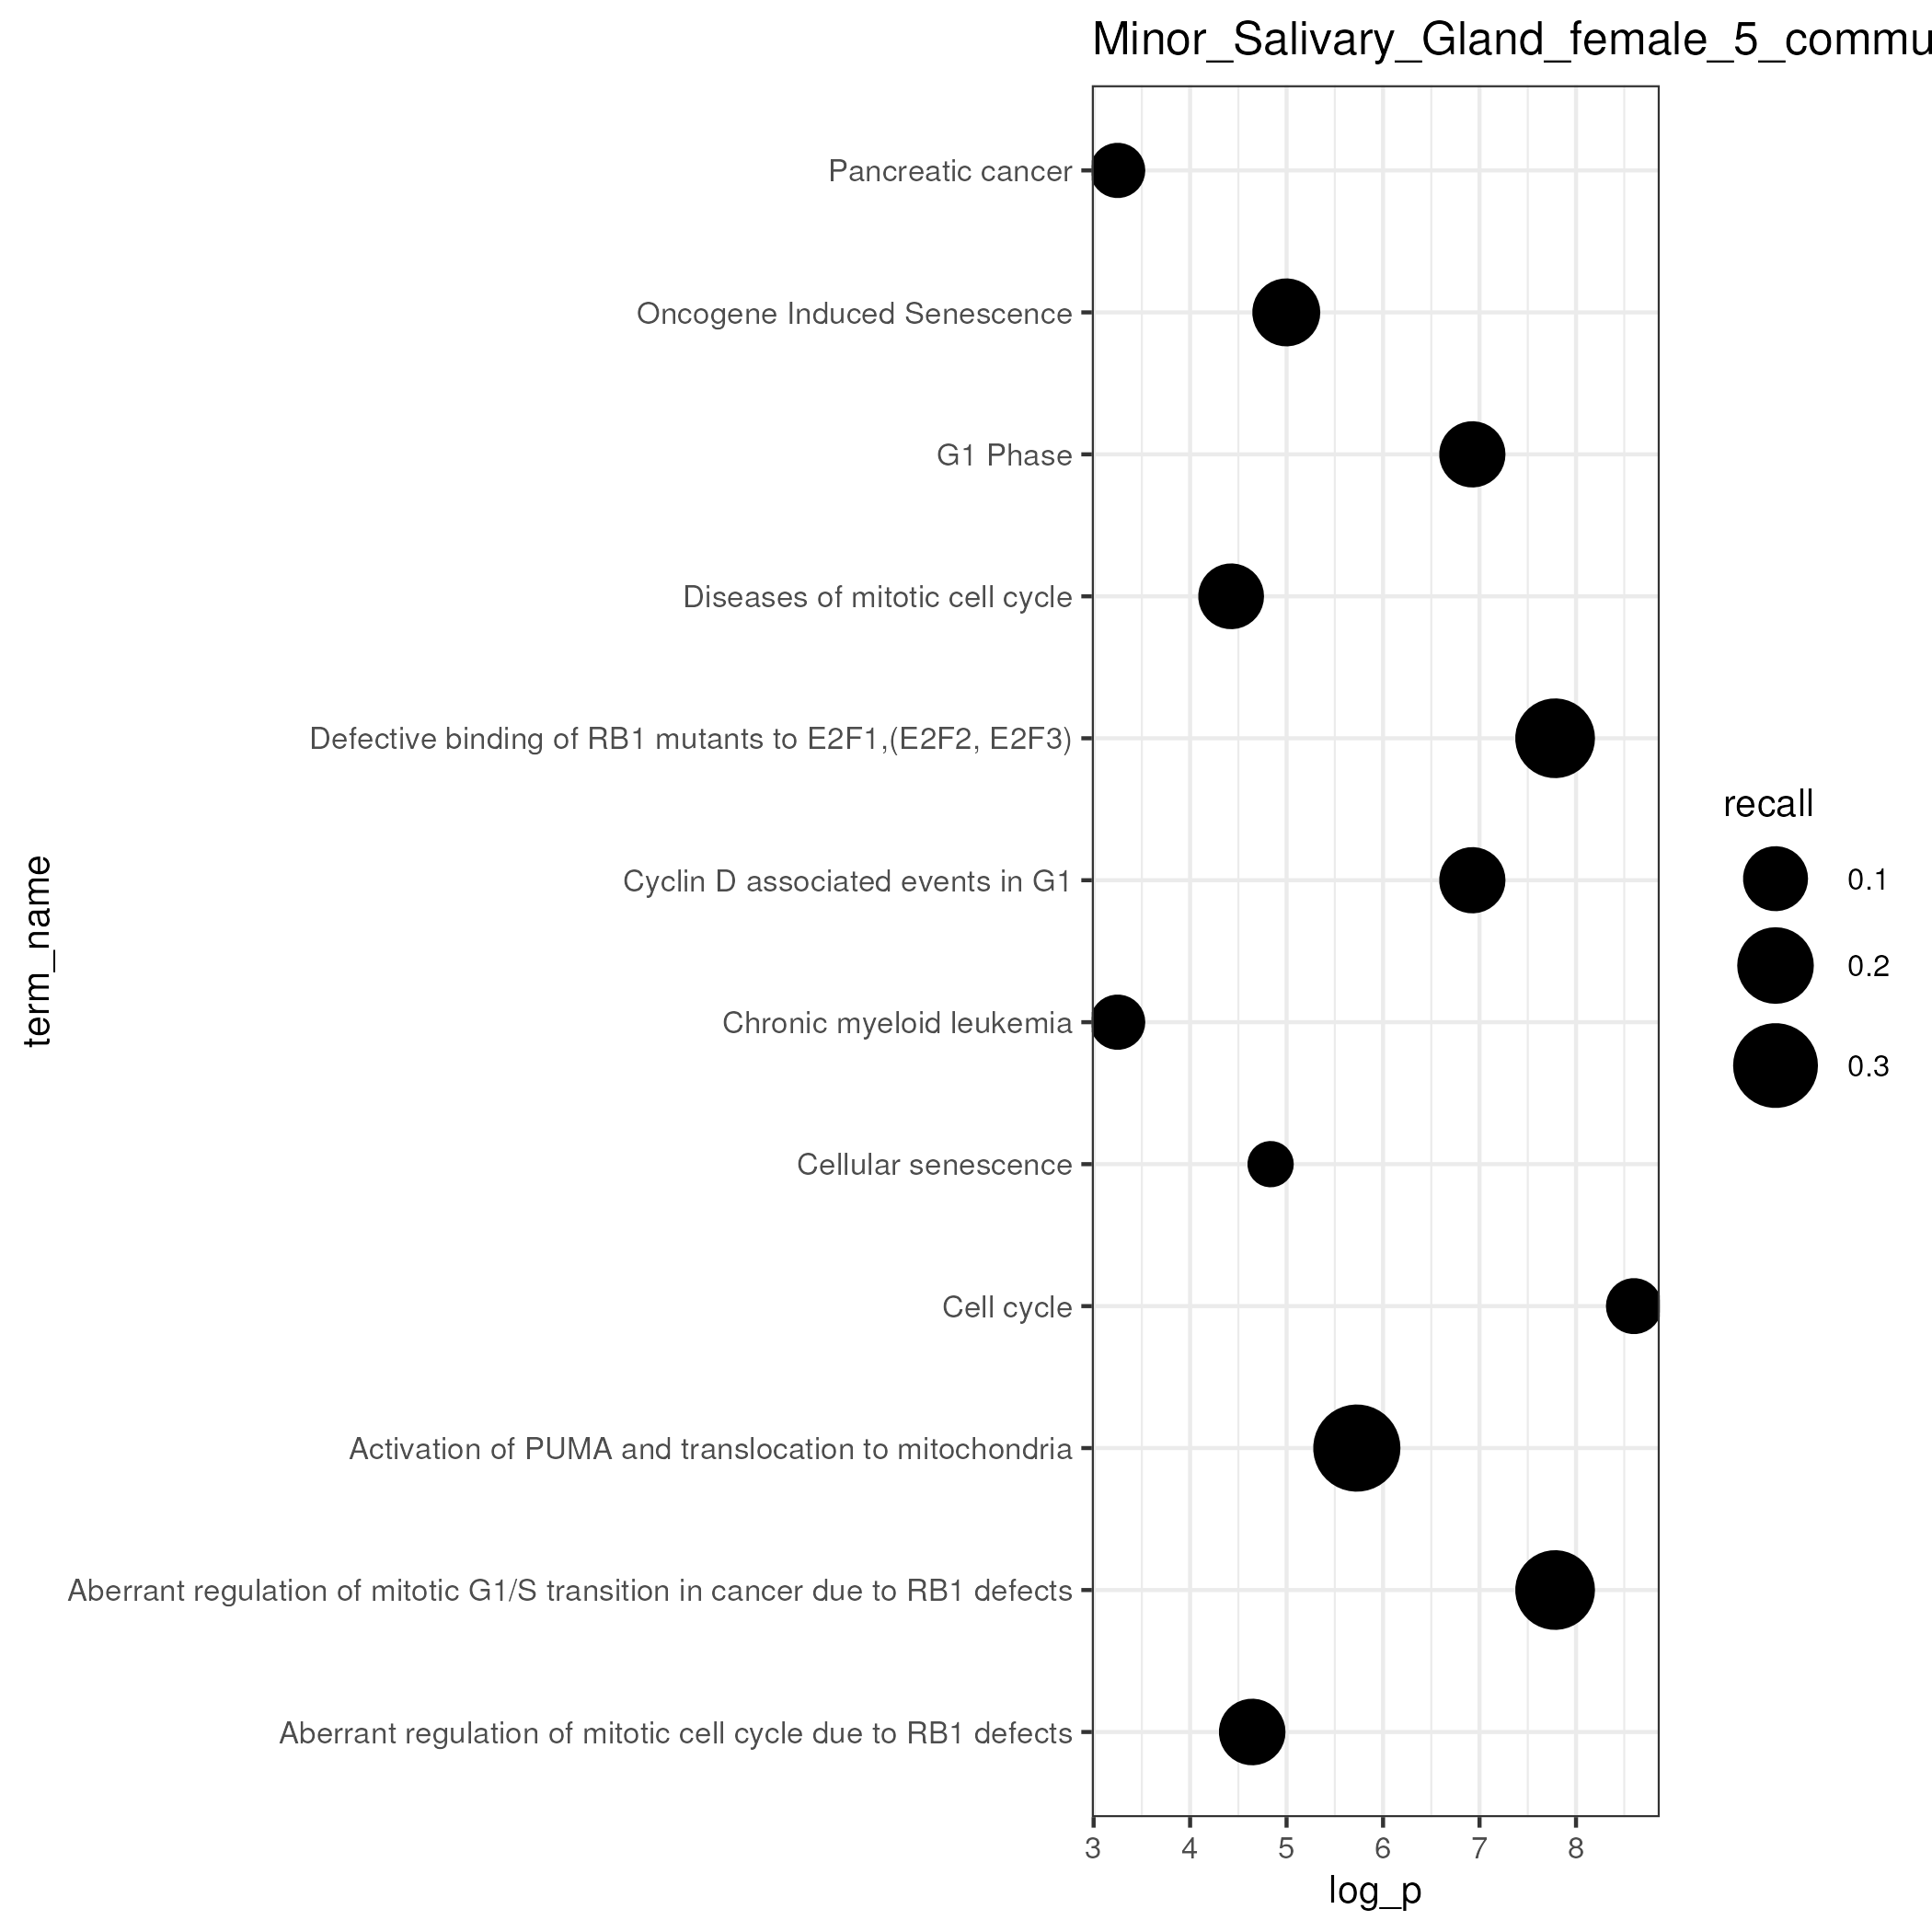 Minor_Salivary_Gland_female_5_commu
Pancreatic cancer
Oncogene Induced Senescence
G1 Phase
Diseases of mitotic cell cycle
Defective binding of RB1 mutants to E2F1,(E2F2, E2F3)
Cyclin D associated events in G1
Chronic myeloid leukemia
Cellular senescence
Cell cycle
Activation of PUMA and translocation to mitochondria
Aberrant regulation of mitotic G1/S transition in cancer due to RB1 defects
Aberrant regulation of mitotic cell cycle due to RB1 defects
term_name
3 4 5 6 7 8
log_p
recall
0.1
0.2
0.3